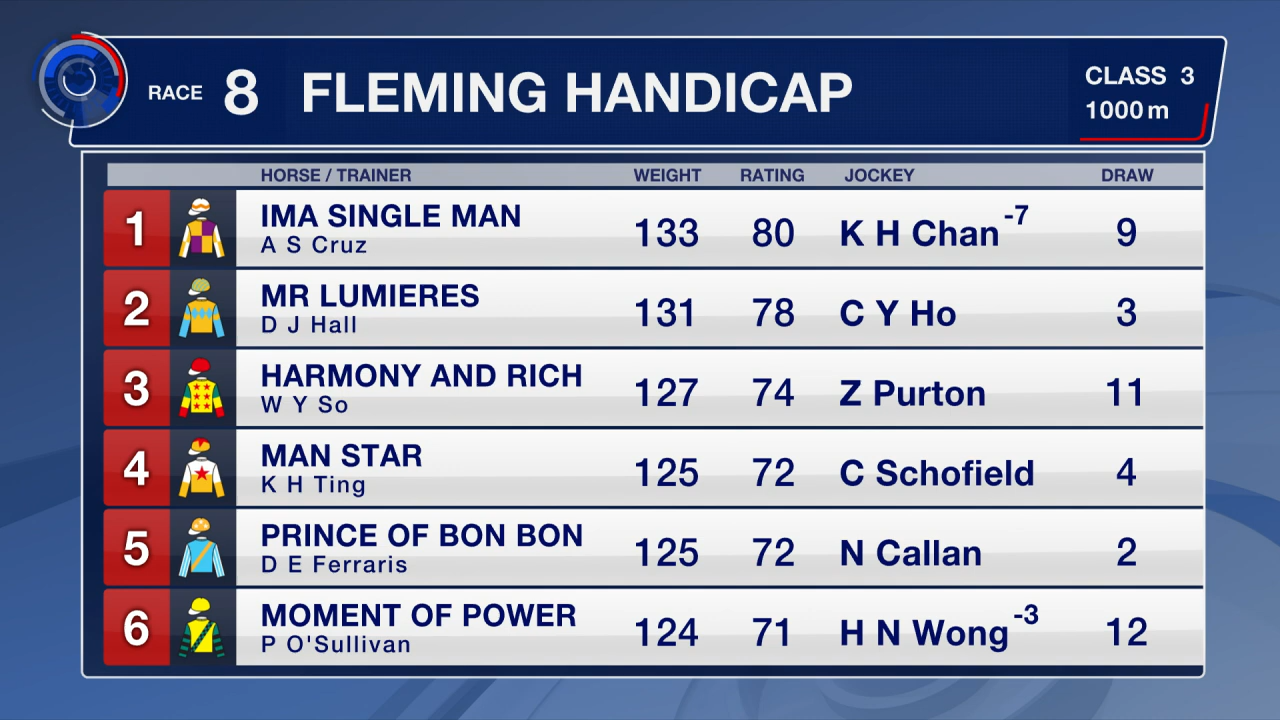 RACE 8 FLEMING HANDICAP CLASS 3
1000 m
HORSE / TRAINER WEIGHT RATING JOCKEY DRAW
1 IMA SINGLE MAN 133 80 K H Chan -7 9
A S Cruz
2 MR LUMIERES 131 78 C Y Ho 3
D J Hall
3 HARMONY AND RICH 127 74 Z Purton 11
W Y So
4 MAN STAR 125 72 C Schofield 4
K H Ting
5 PRINCE OF BON BON 125 72 N Callan 2
D E Ferraris
6 MOMENT OF POWER 124 71 H N Wong -3 12
P O'Sullivan